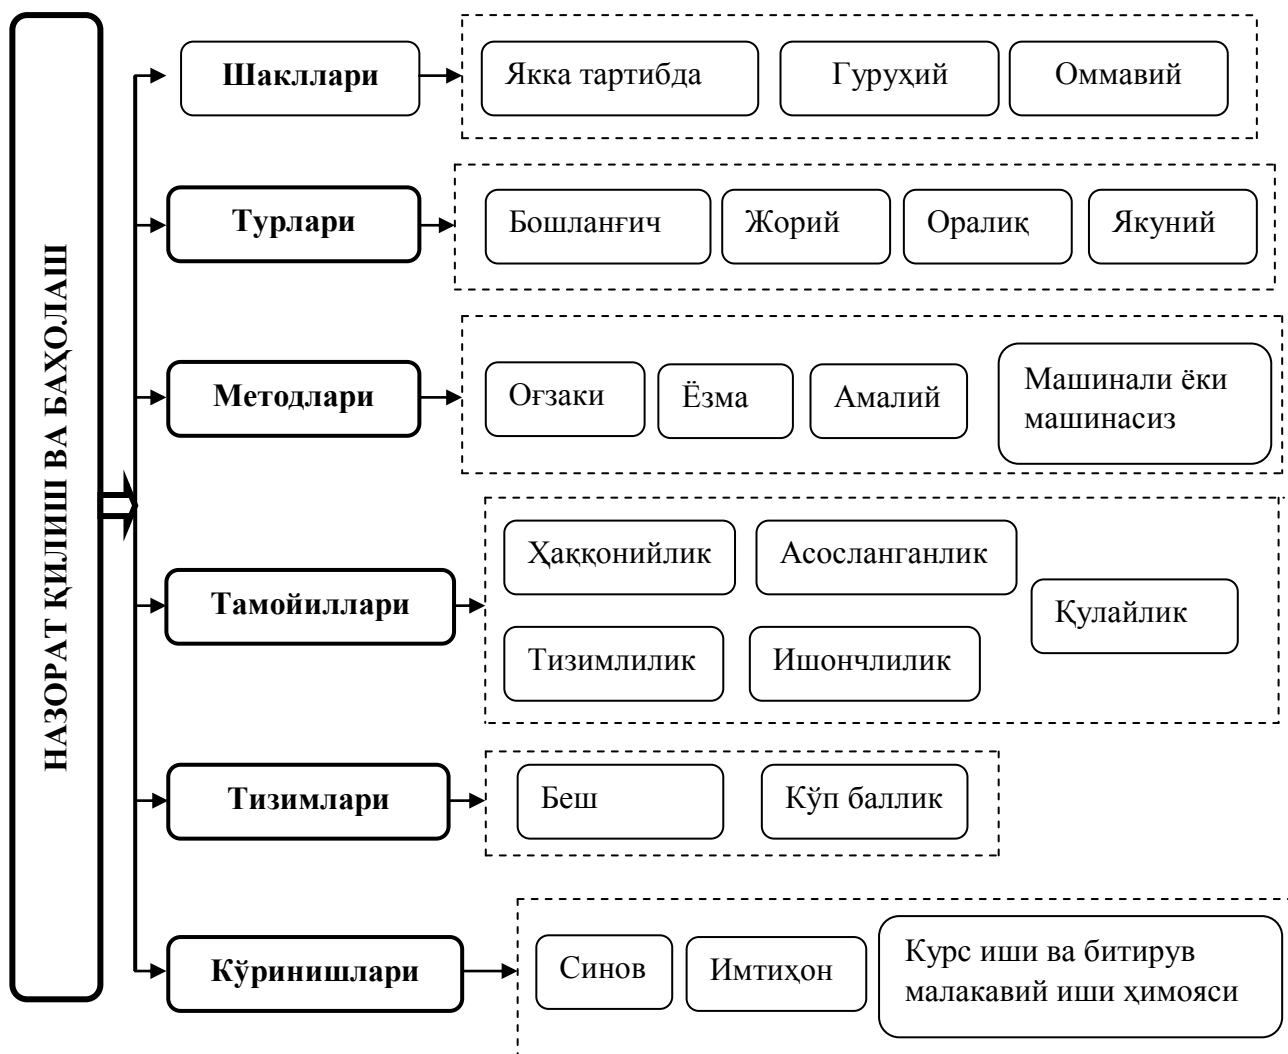 НАЗОРАТ ҚИЛИШ ВА БАҲОЛАШ
Шакллари
Якка тартибда
Гуруҳий
Оммавий
Турлари
Бошланғич
Жорий
Оралиқ
Якуний
Методлари
Оғзаки
Ёзма
Амалий
Машинали ёки
машинасиз
Тамойиллари
Ҳаққонийлик
Асосланганлик
Қулайлик
Тизимлилик
Ишончлилик
Тизимлари
Беш
Кўп баллик
Кўринишлари
Синов
Имтиҳон
Курс иши ва битирув
малакавий иши ҳимояси